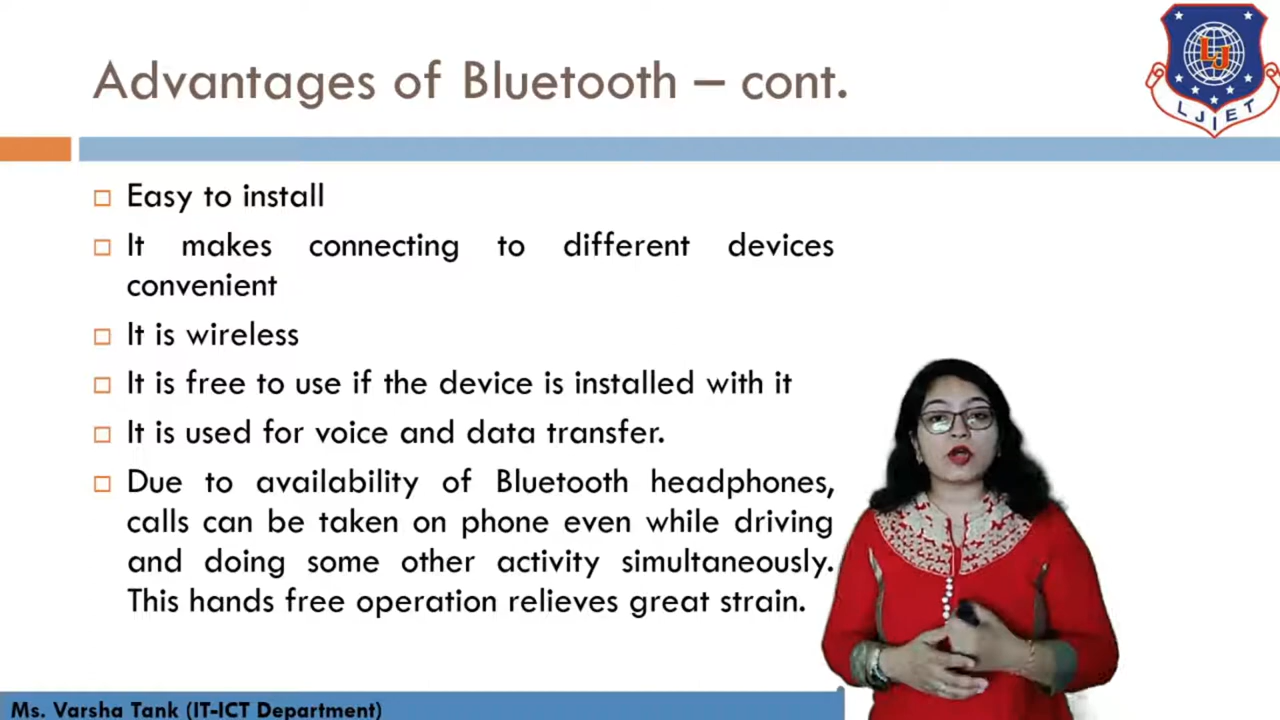 Advantages of Bluetooth – cont.
LJ
LJIET
Easy to install
It makes connecting to different devices
convenient
It is wireless
It is free to use if the device is installed with it
It is used for voice and data transfer.
Due to availability of Bluetooth headphones,
calls can be taken on phone even while driving
and doing some other activity simultaneously.
This hands free operation relieves great strain.
Ms. Varsha Tank (IT-ICT Department)